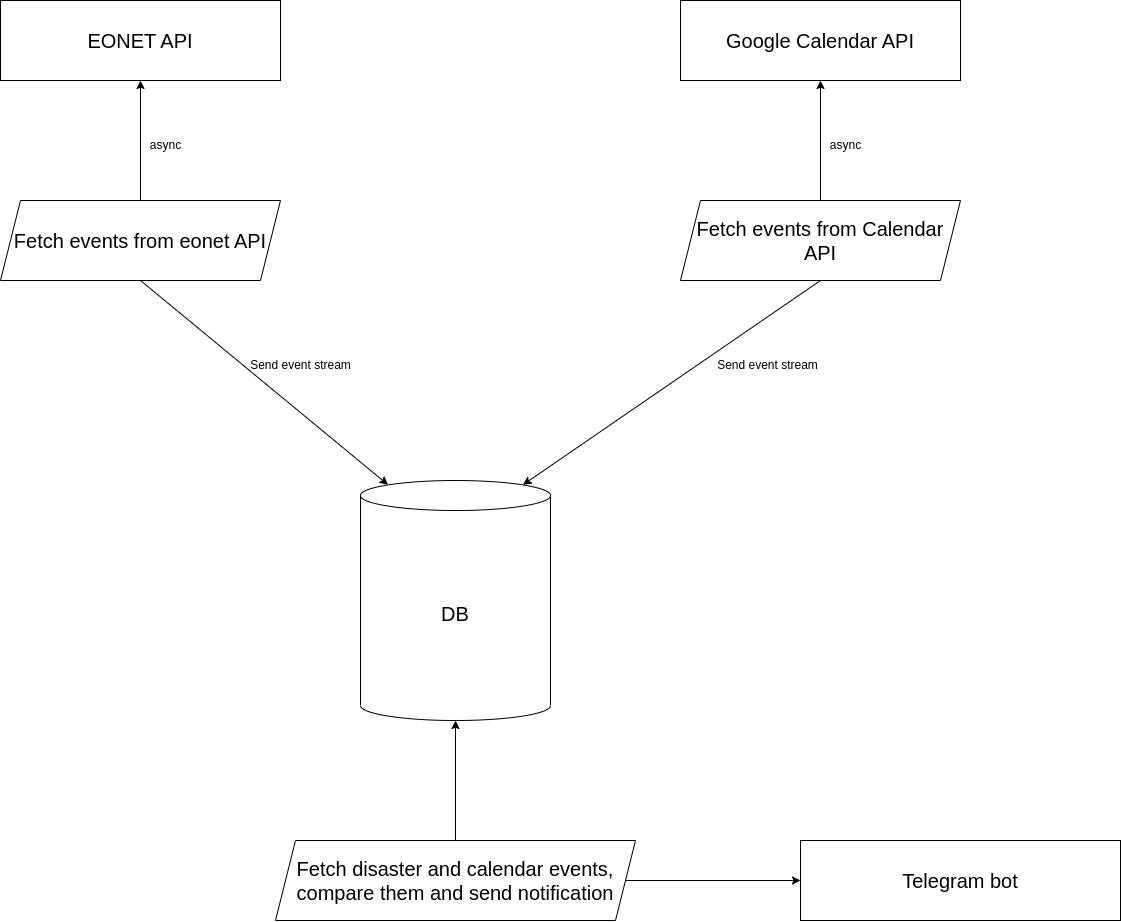 EONET API
Google Calendar API
async
async
Fetch events from eonet API
Fetch events from Calendar
API
Send event stream
Send event stream
DB
Fetch disaster and calendar events,
compare them and send notification
Telegram bot